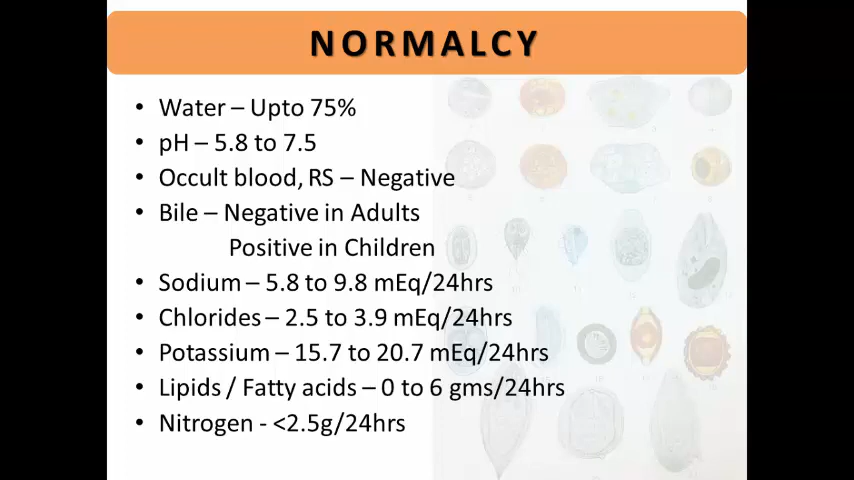 NORMALCY
• Water – Upto 75%
• pH – 5.8 to 7.5
• Occult blood, RS – Negative
• Bile – Negative in Adults
Positive in Children
• Sodium – 5.8 to 9.8 mEq/24hrs
• Chlorides – 2.5 to 3.9 mEq/24hrs
• Potassium – 15.7 to 20.7 mEq/24hrs
• Lipids / Fatty acids – 0 to 6 gms/24hrs
• Nitrogen - <2.5g/24hrs